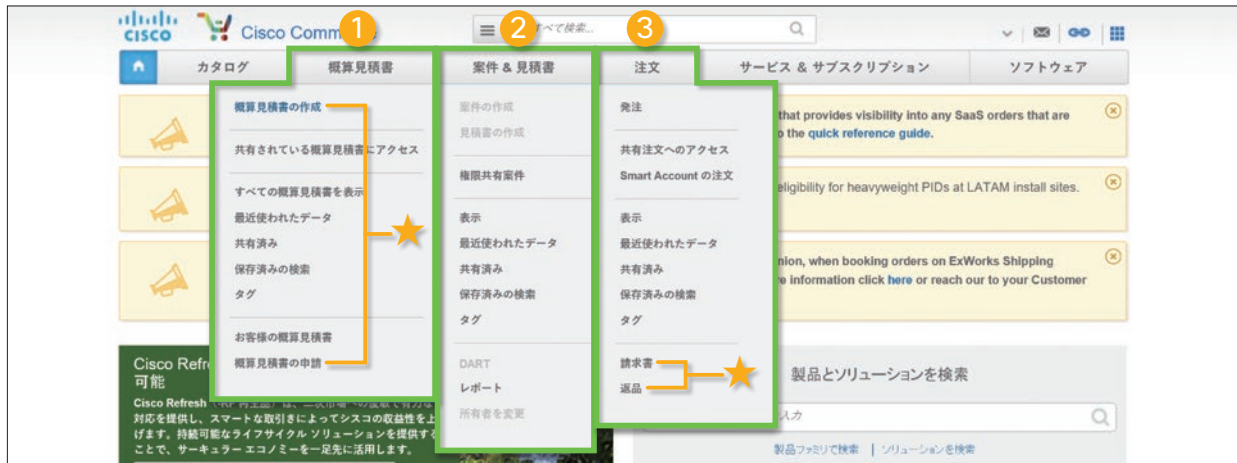 cisco
Cisco Comm
1
2
3
べて検索...
カタログ
概算見積書
案件 & 見積書
注文
サービス & サブスクリプション
ソフトウェア
概算見積書の作成
共有されている概算見積書にアクセス
すべての概算見積書を表示
最近使われたデータ
共有済み
保存済みの検索
タグ
お客様の概算見積書
概算見積書の申請
案件の作成
見積書の作成
権限共有案件
表示
最近使われたデータ
共有済み
保存済みの検索
タグ
DART
レポート
所有者を変更
発注
共有注文へのアクセス
Smart Account の注文
表示
最近使われたデータ
共有済み
保存済みの検索
タグ
請求書
返品
that provides visibility into any SaaS orders that are
the quick reference guide.
eligibility for heavyweight PIDs at LATAM install sites.
nion, when booking orders on ExWorks Shipping
information click here or reach our to your Customer
Cisco Refr
可能
Cisco Refresh
対応を提供し、スマートな取引きによってシスコの収益性を上
げます。持続可能なライフサイクル ソリューションを提供する
ことで、サーキュラー エコノミーを一足先に活用します。
製品とソリューションを検索
入力
製品ファミリで検索 | ソリューションを検索